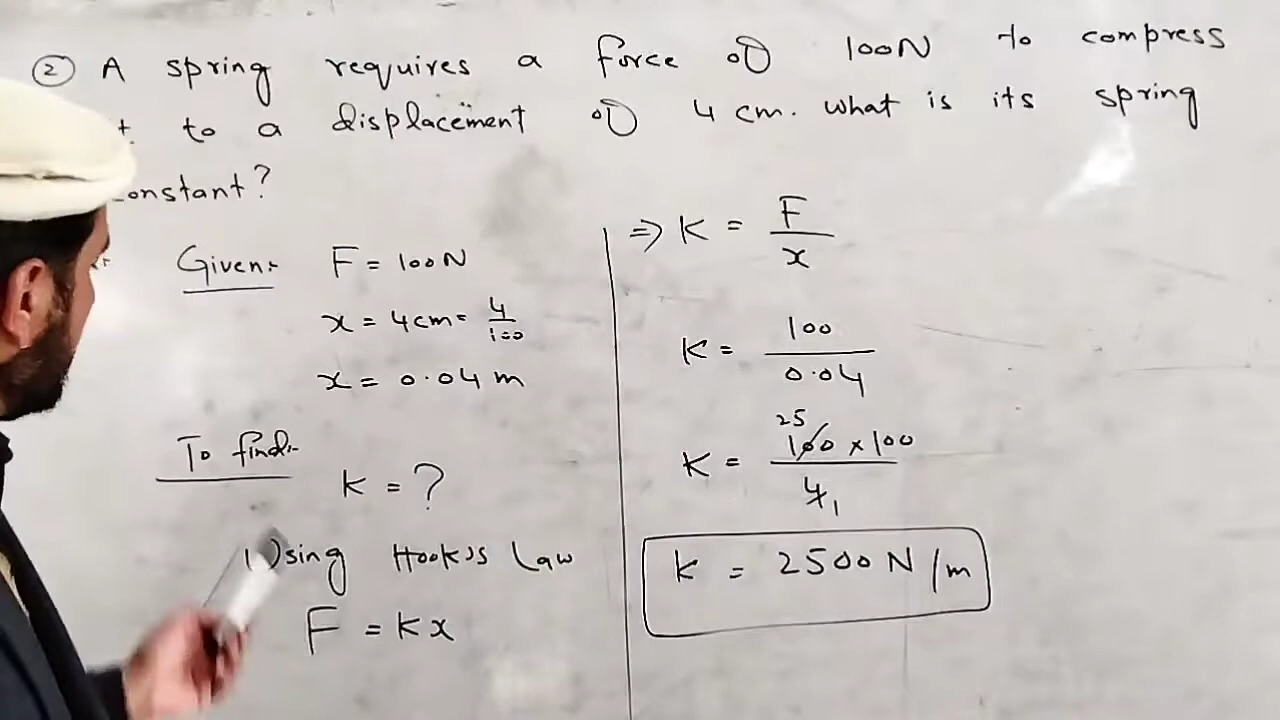 ② A spring requires a force of 100N to compress
t to a displacement of 4 cm. what is its spring
onstant?
Given:-
F = 100N
x = 4cm = 4/100
x = 0.04 m
To find:-
K = ?
Using Hook's Law
F = Kx
⇒ K = F/x
K = 100/0.04
K = 25 100 x 100 / 4 1
K = 2500 N/m